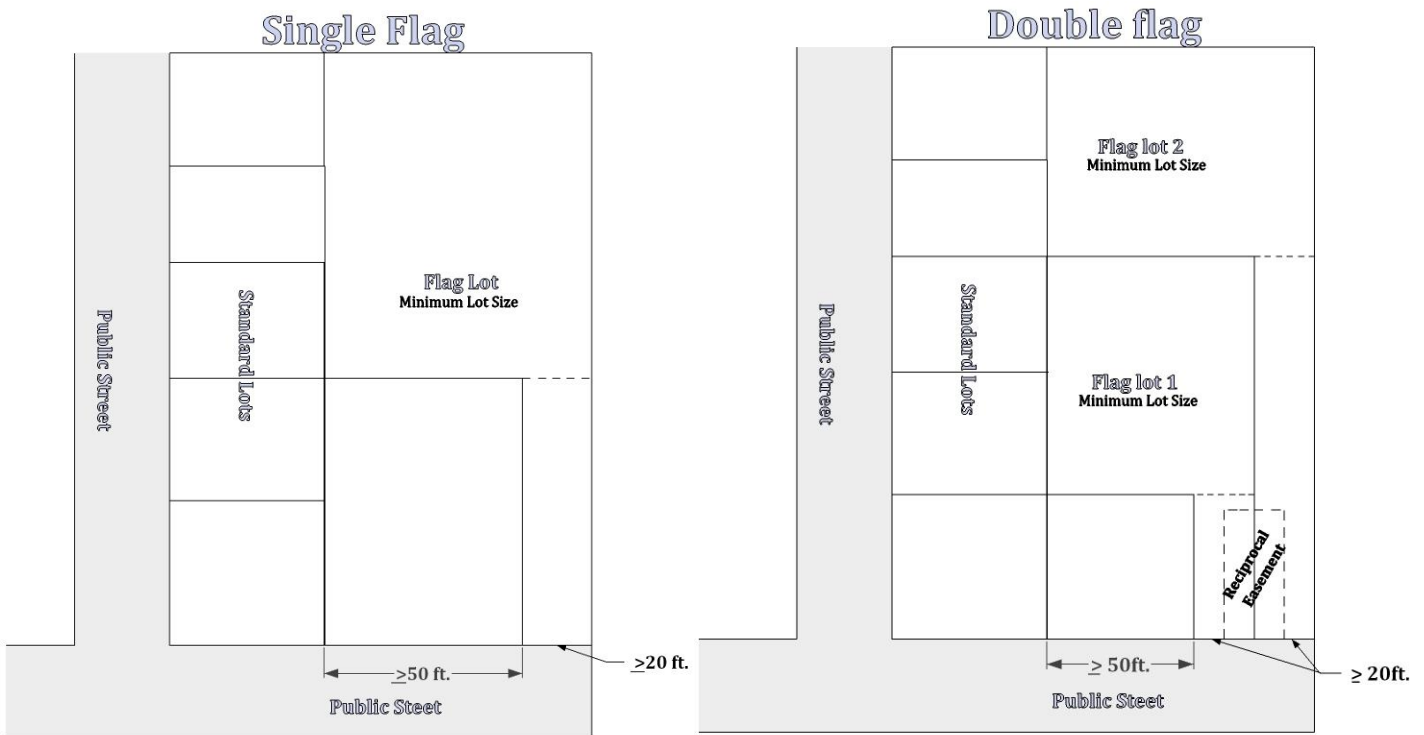 Single Flag
Flag Lot
Minimum Lot Size
Standard Lots
Public Street
≥50 ft.
≥20 ft.
Public Steet
Double flag
Flag lot 2
Minimum Lot Size
Standard Lots
Public Street
Flag lot 1
Minimum Lot Size
Reciprocal
Easement
≥ 50ft.
≥ 20ft.
Public Steet